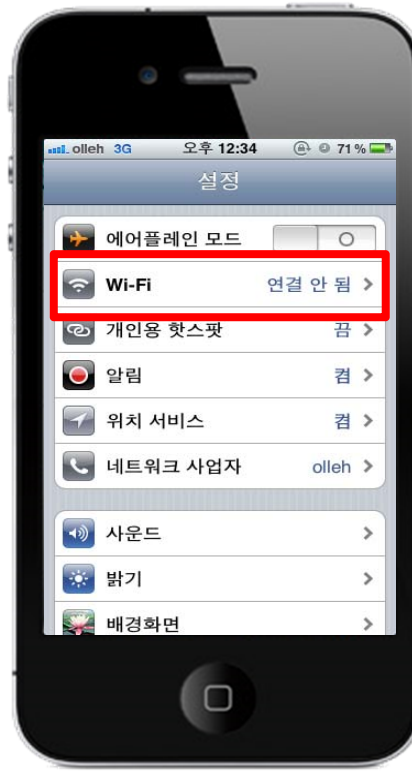 olleh 3G 오후 12:34 71%
설정
에어플레인 모드
Wi-Fi 연결 안 됨
개인용 핫스팟 끔
알림 켬
위치 서비스 켬
네트워크 사업자 olleh
사운드
밝기
배경화면